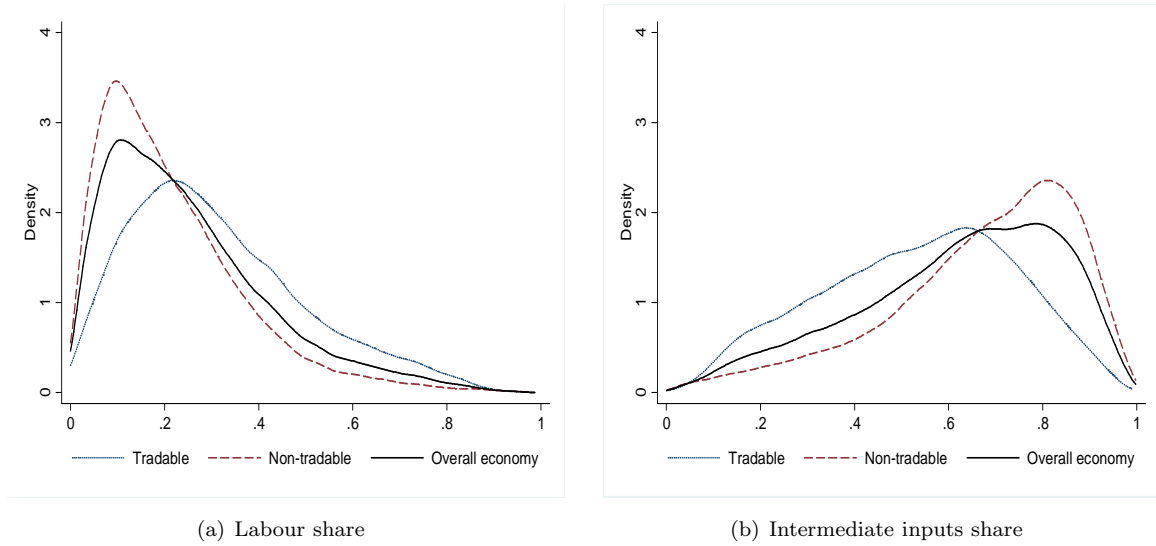 4
3
2
1
0
Density
0 .2 .4 .6 .8 1
Tradable Non-tradable Overall economy
(a) Labour share
4
3
2
1
0
Density
0 .2 .4 .6 .8 1
Tradable Non-tradable Overall economy
(b) Intermediate inputs share